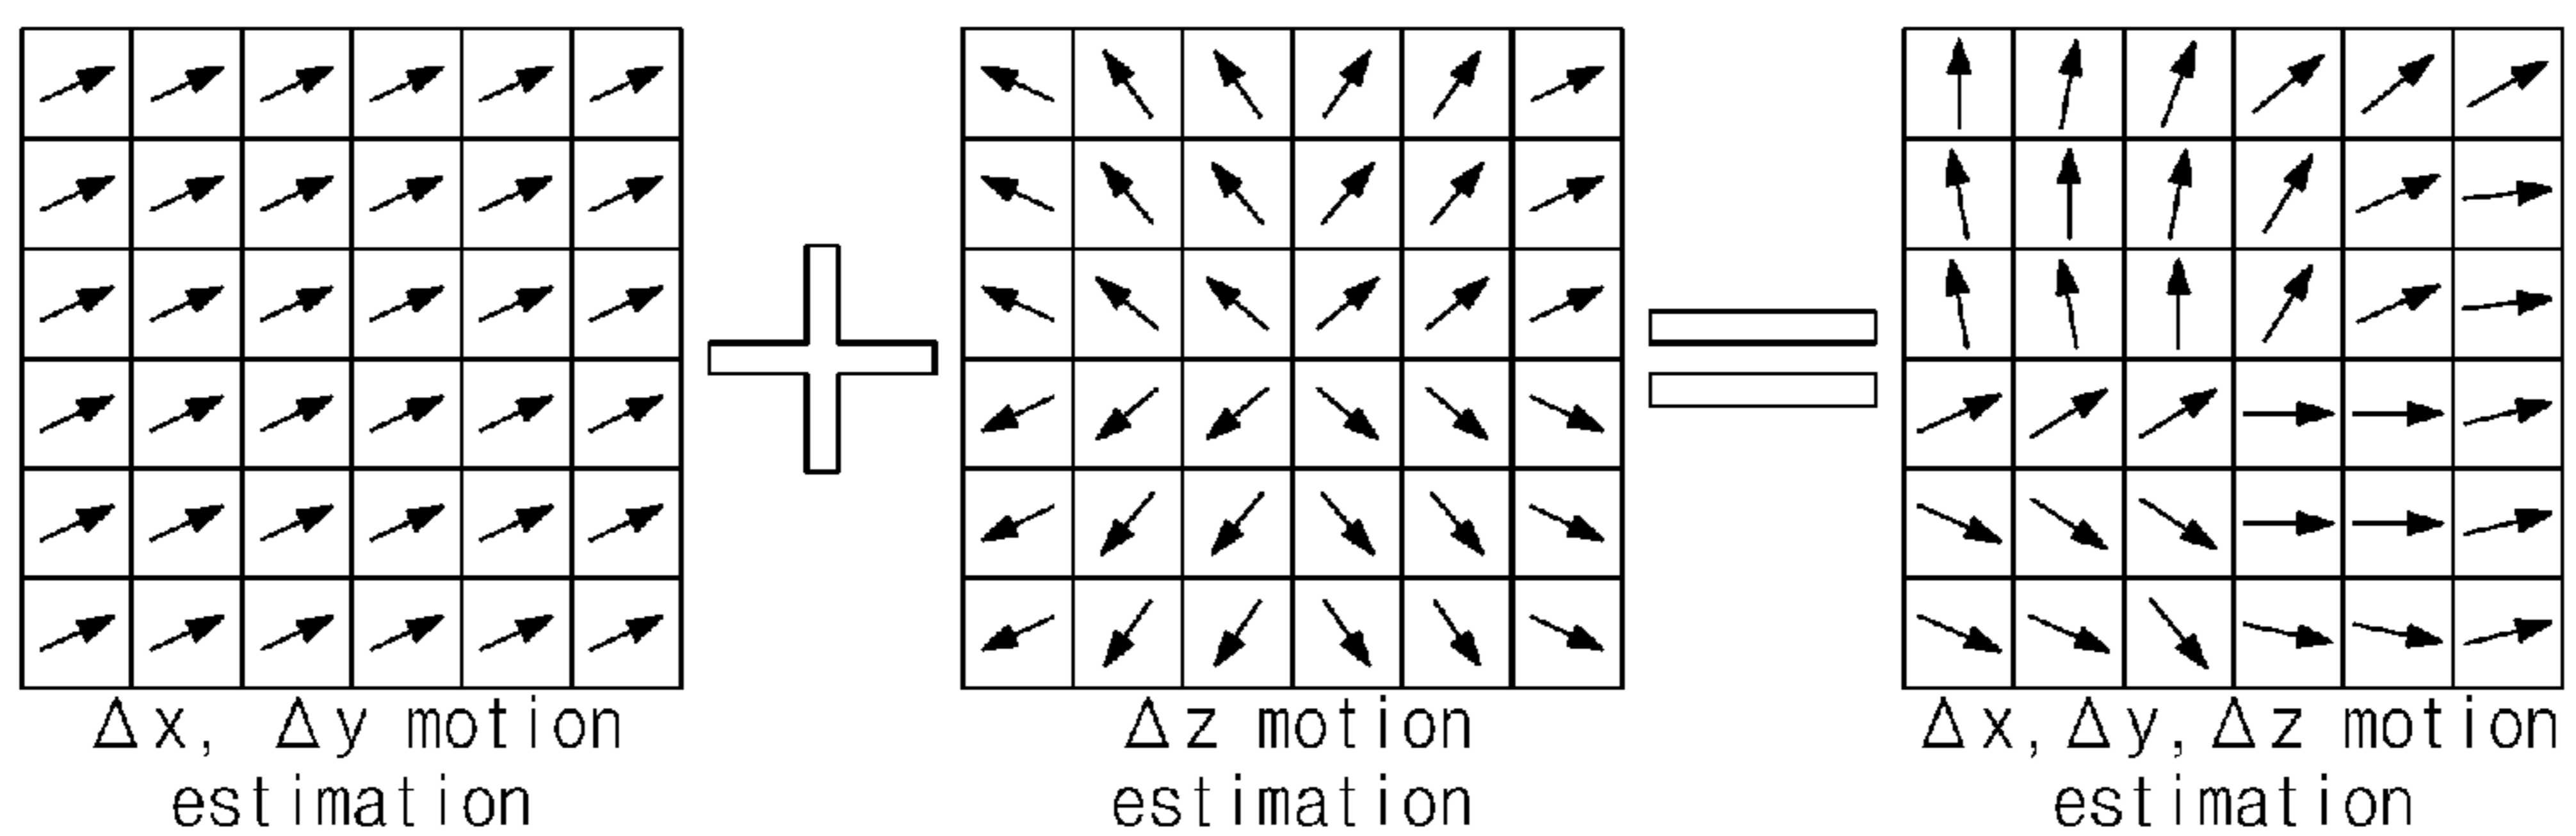 Δx, Δy motion
estimation
Δz motion
estimation
Δx, Δy, Δz motion
estimation